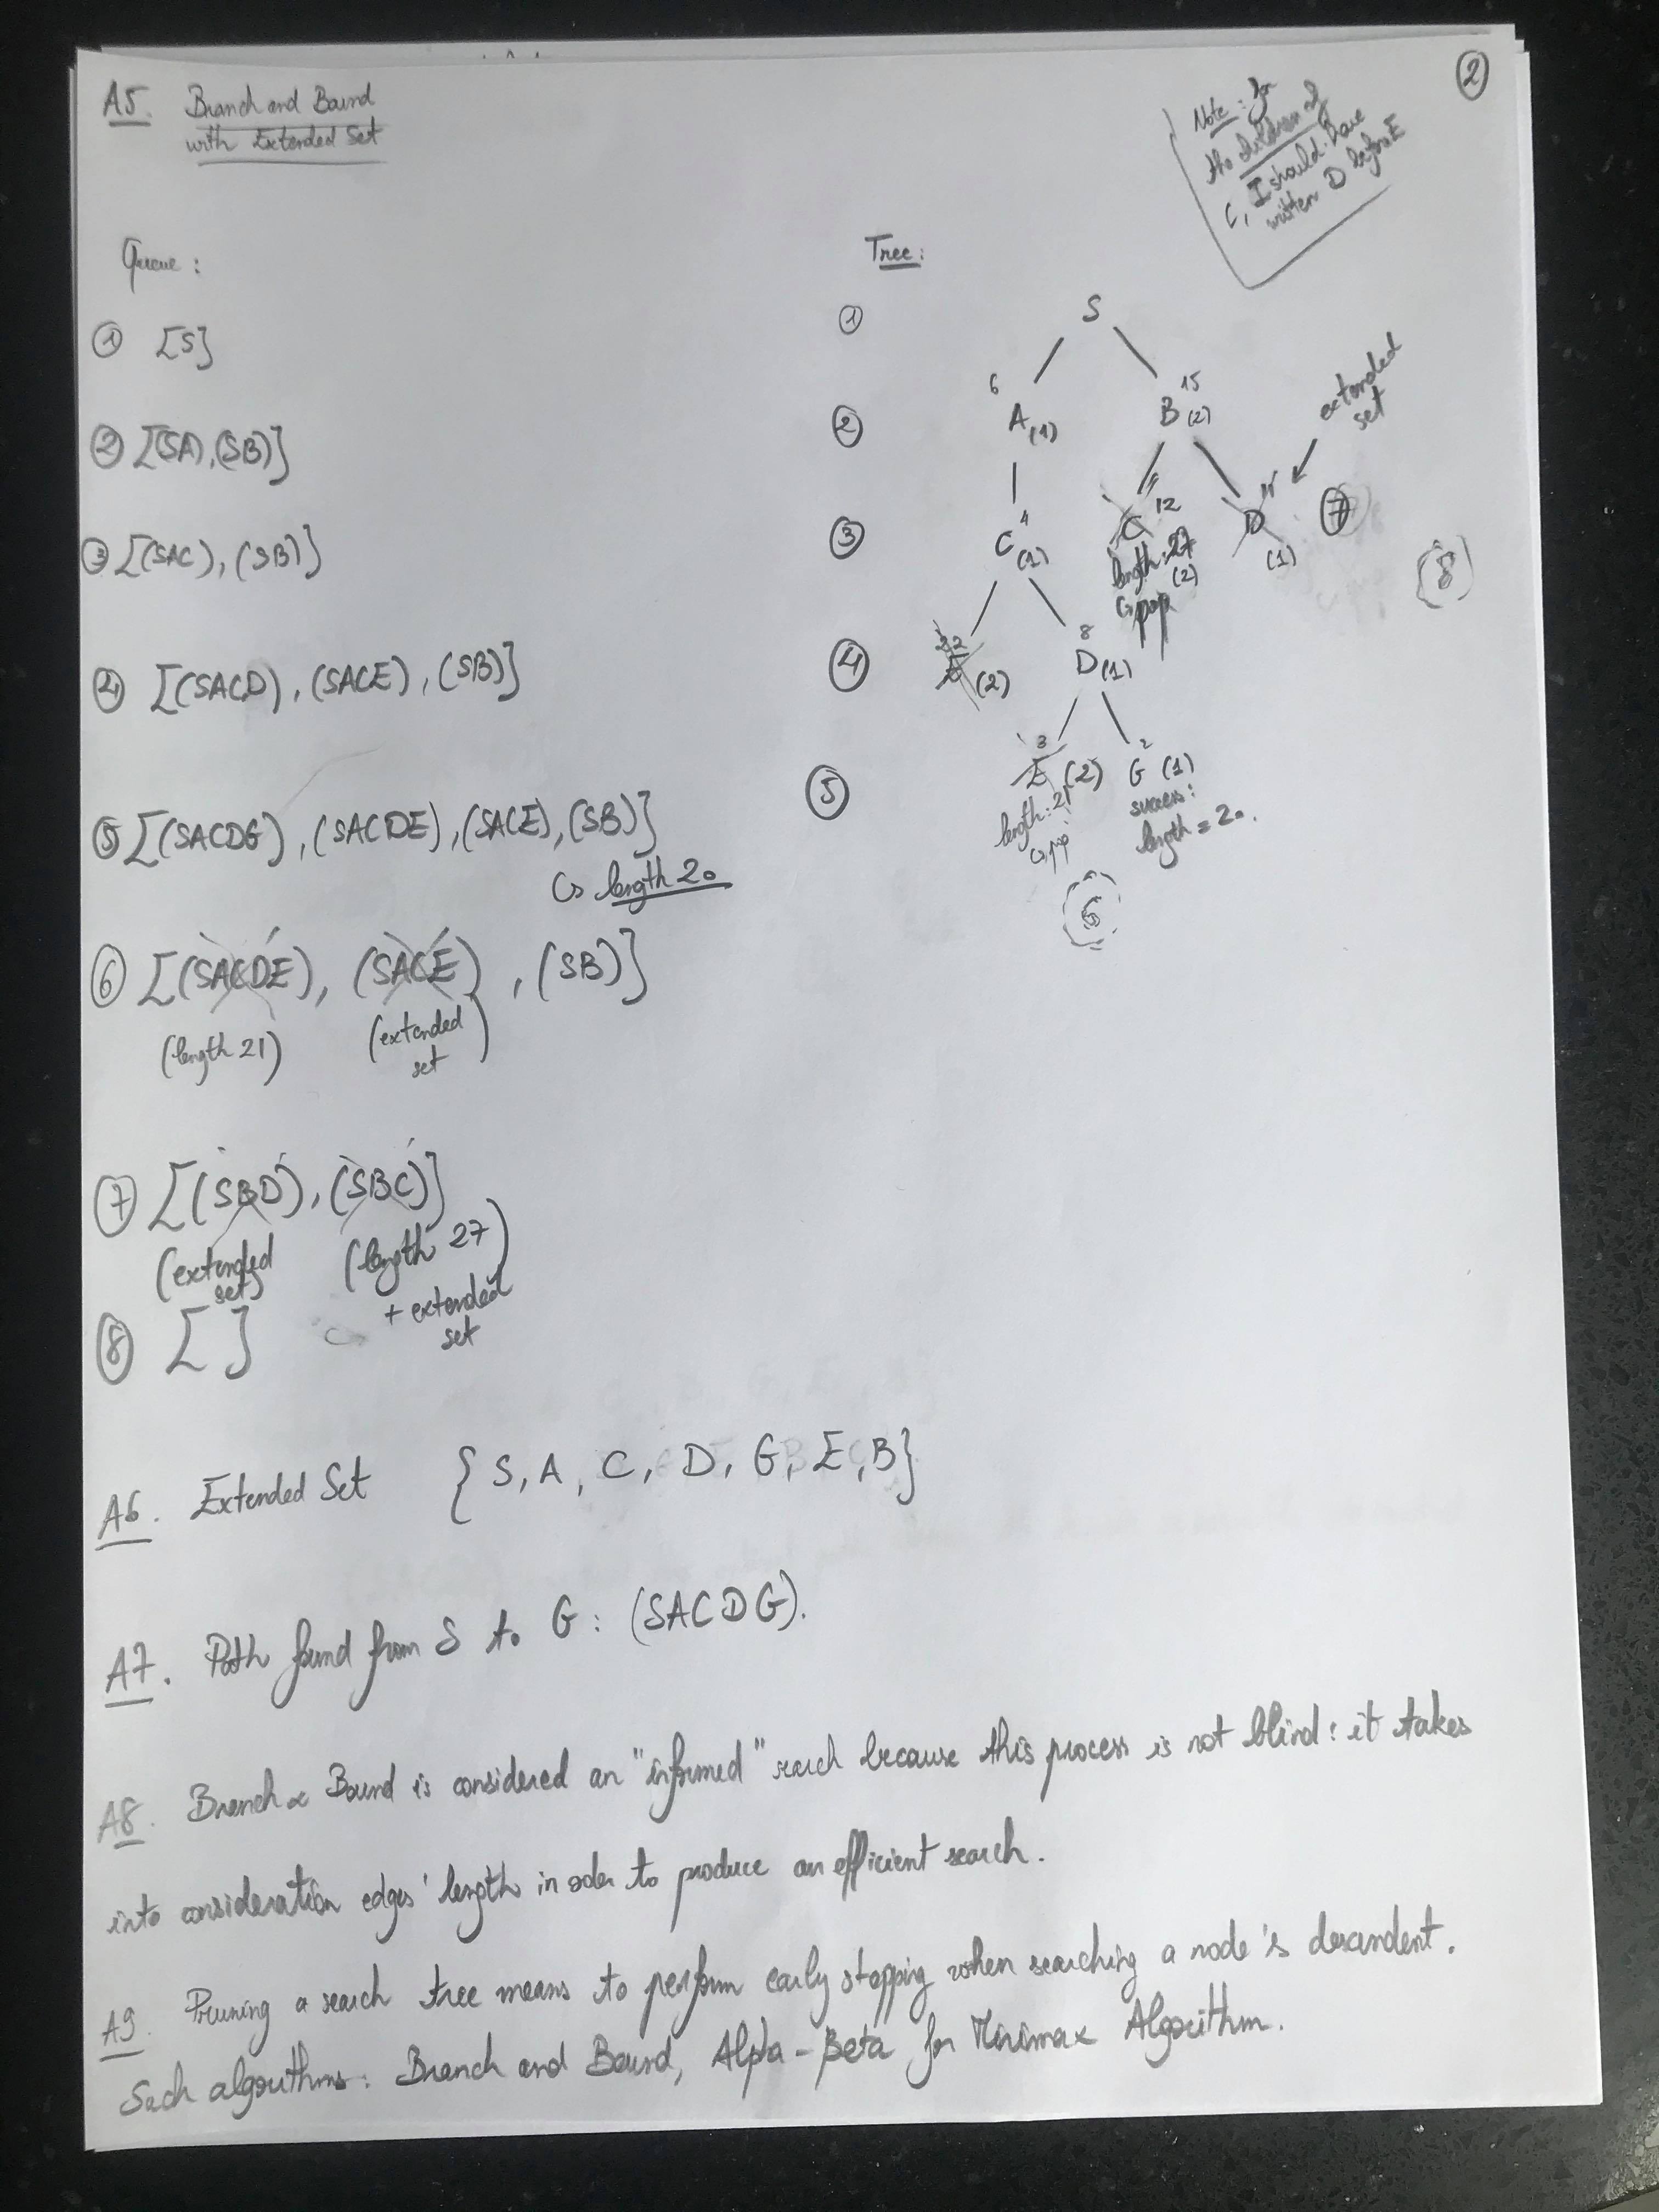 ②
A5. Branch and Bound
with Extended Set
Note: for
the children of
C, I should have
written D before E
Queue:
① [S]
② [(SA),(SB)]
③ [(SAC),(SB)]
④ [(SACD), (SACE), (SB)]
⑤ [(SACDG), (SACDE), (SACE), (SB)]
↳ length 20
⑥ [(SACDE), (SACE), (SB)]
(length 21) (extended
set)
⑦ [(SBD), (SBC)]
(extended
set) (length 27)
+ extended
set
⑧ [ ]
Tree:
① S
② 6 A (1) 15 B (2)
extended
set
③ 4 C (1) C 12 D (1) ⑦
length: 27
(2)
↳ pop
⑧
④ 22 E (2) 8 D (1)
⑤ 3 E (2) 2 G (1)
length: 21
↳ pop
success:
length = 20.
⑥
A6. Extended Set { S, A, C, D, G, E, B}
A7. Path found from S to G: (SACDG).
A8. Branch & Bound is considered an "informed" search because this process is not blind: it takes
into consideration edges' length in order to produce an efficient search.
A9. Pruning a search tree means to perform early stopping when searching a node's descendent.
Such algorithms: Branch and Bound, Alpha-Beta for Minimax Algorithm.